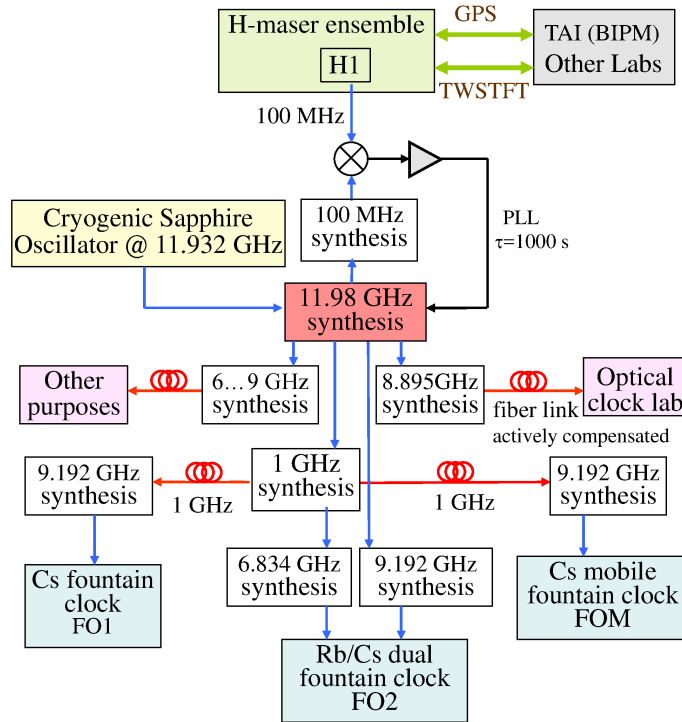 H-maser ensemble
H1
GPS
TWSTFT
TAI (BIPM)
Other Labs
100 MHz
Cryogenic Sapphire
Oscillator @ 11.932 GHz
100 MHz
synthesis
PLL
τ=1000 s
11.98 GHz
synthesis
Other
purposes
6…9 GHz
synthesis
8.895GHz
synthesis
fiber link
actively compensated
Optical
clock lab
9.192 GHz
synthesis
1 GHz
1 GHz
synthesis
1 GHz
9.192 GHz
synthesis
6.834 GHz
synthesis
9.192 GHz
synthesis
Cs fountain
clock
FO1
Cs mobile
fountain clock
FOM
Rb/Cs dual
fountain clock
FO2